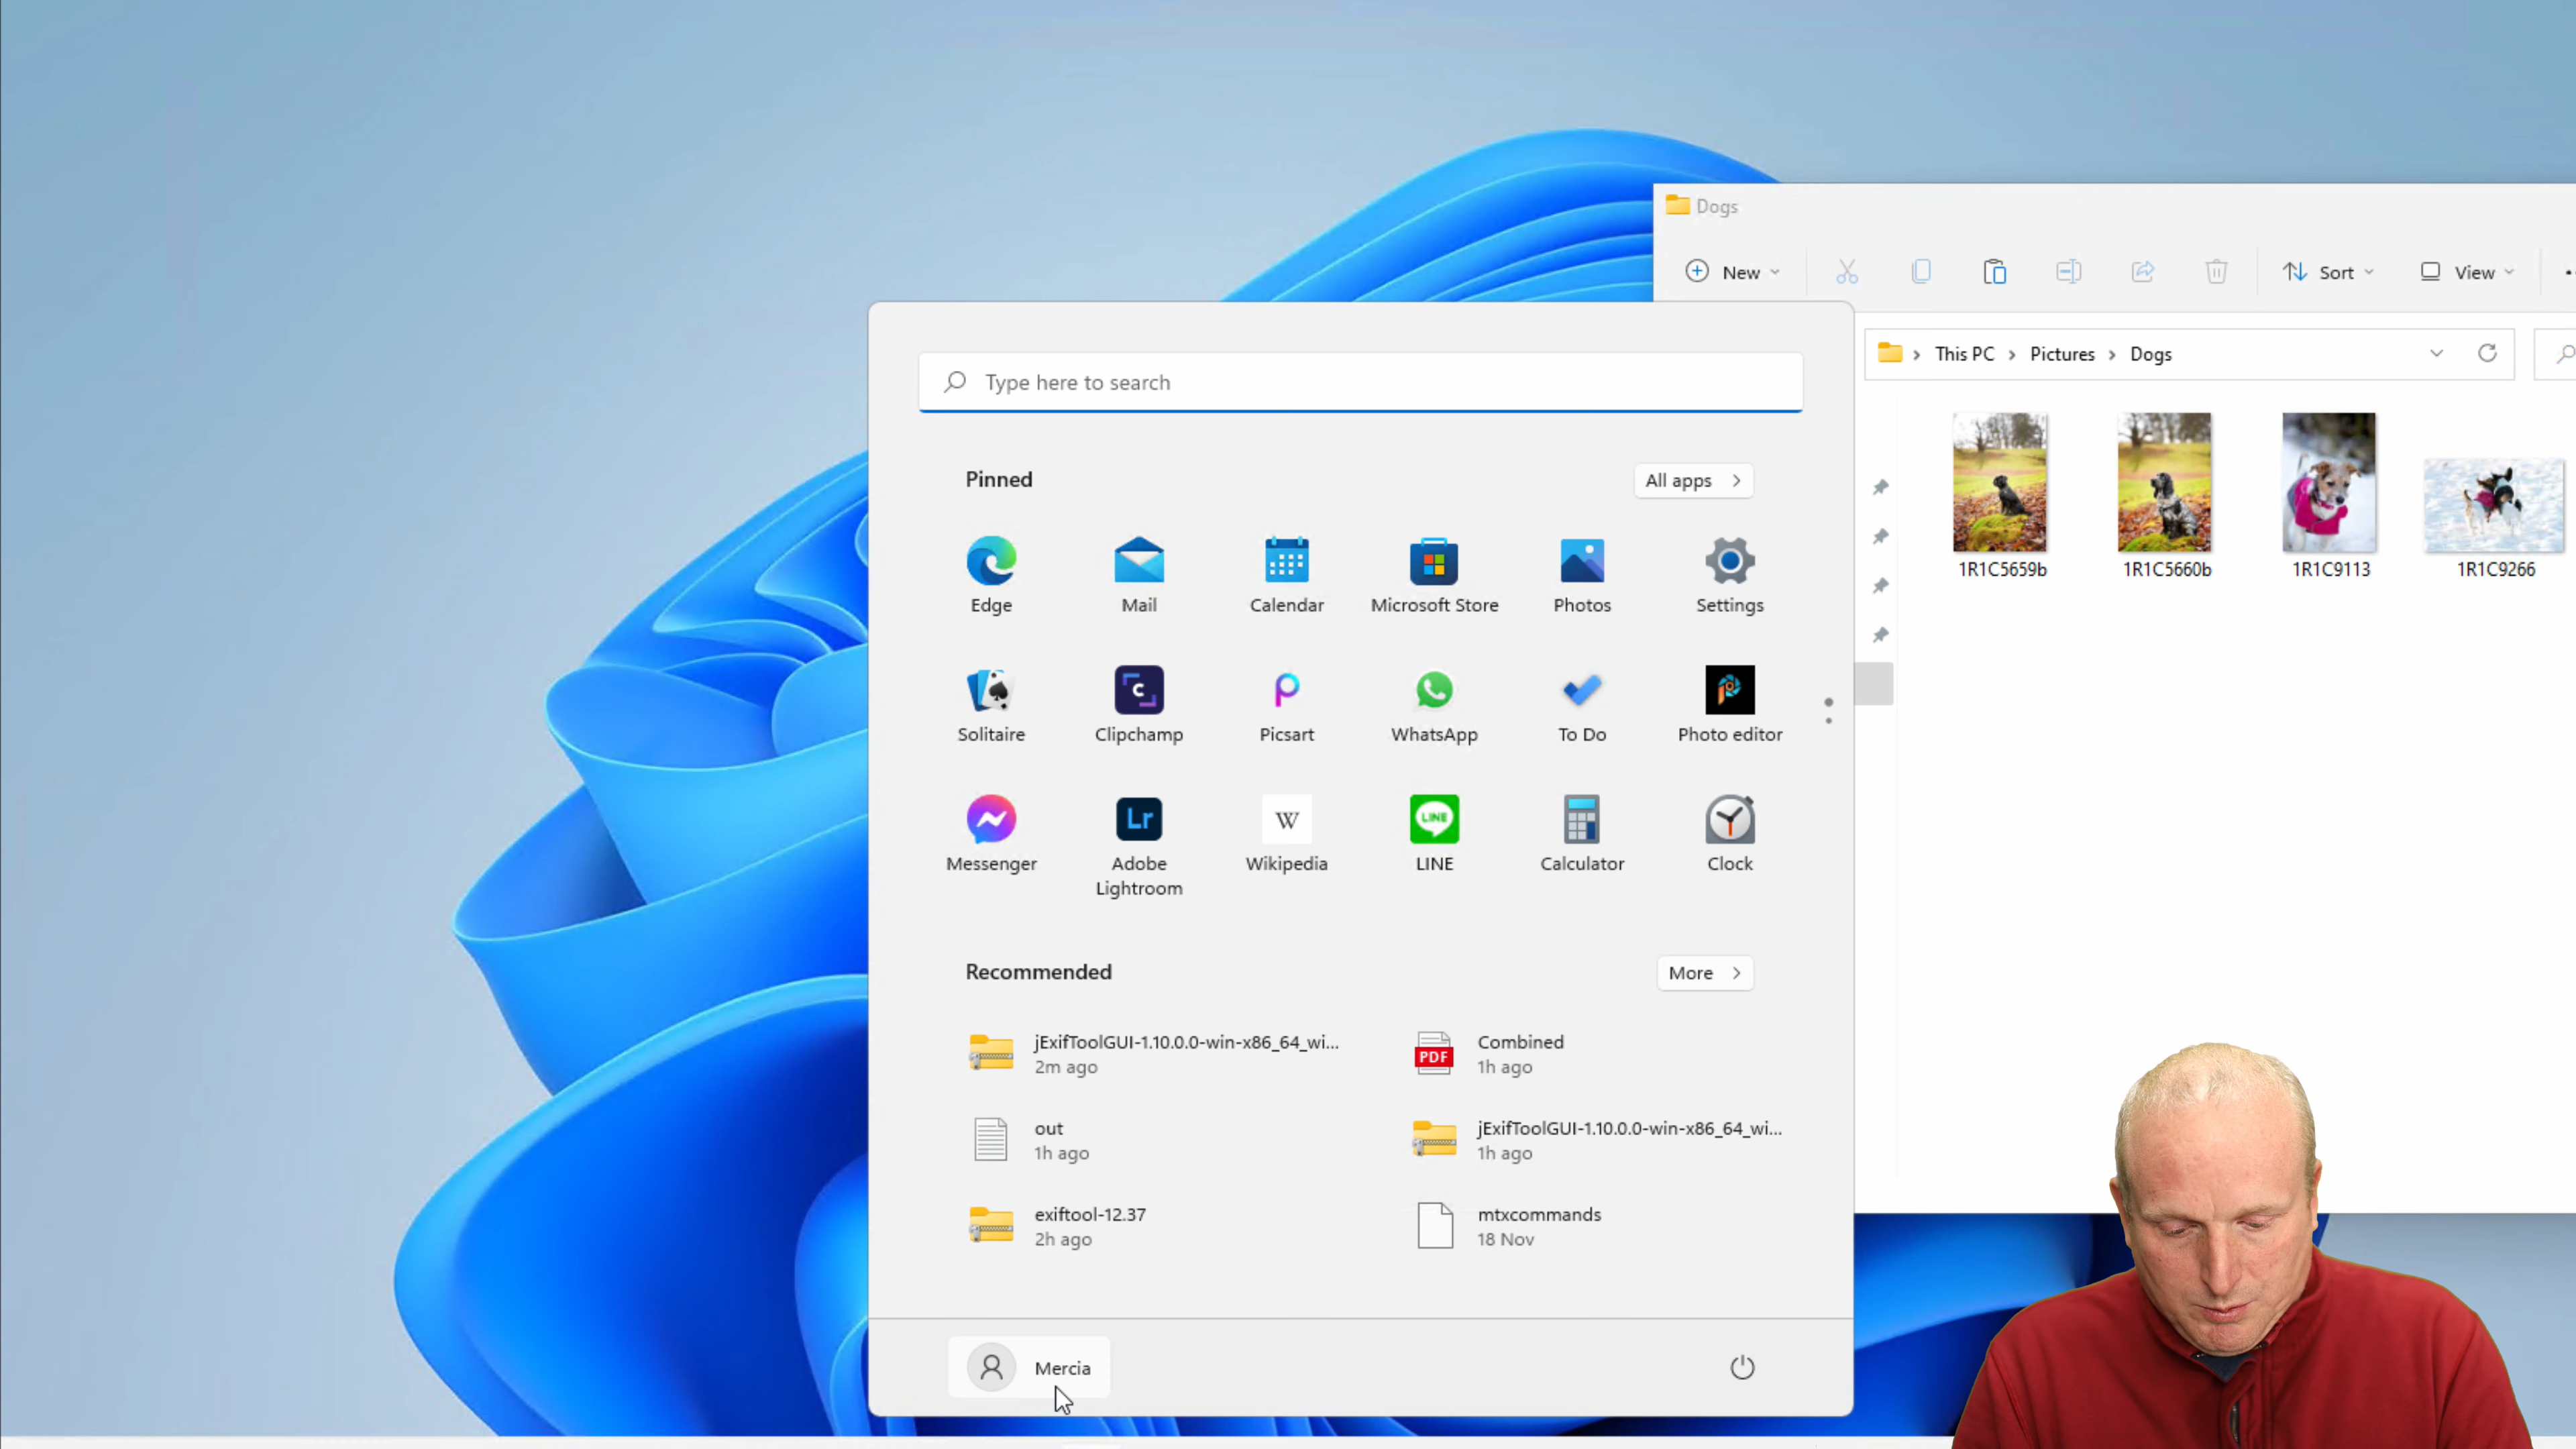 Dogs
New
Sort
View
This PC > Pictures > Dogs
1R1C5659b
1R1C5660b
1R1C9113
1R1C9266
Type here to search
Pinned
All apps
Edge
Mail
Calendar
Microsoft Store
Photos
Settings
Solitaire
Clipchamp
Picsart
WhatsApp
To Do
Photo editor
Messenger
Lr
Adobe
Lightroom
W
Wikipedia
LINE
LINE
Calculator
Clock
Recommended
More
jExifToolGUI-1.10.0.0-win-x86_64_wi...
2m ago
PDF
Combined
1h ago
out
1h ago
jExifToolGUI-1.10.0.0-win-x86_64_wi...
1h ago
exiftool-12.37
2h ago
mtxcommands
18 Nov
Mercia